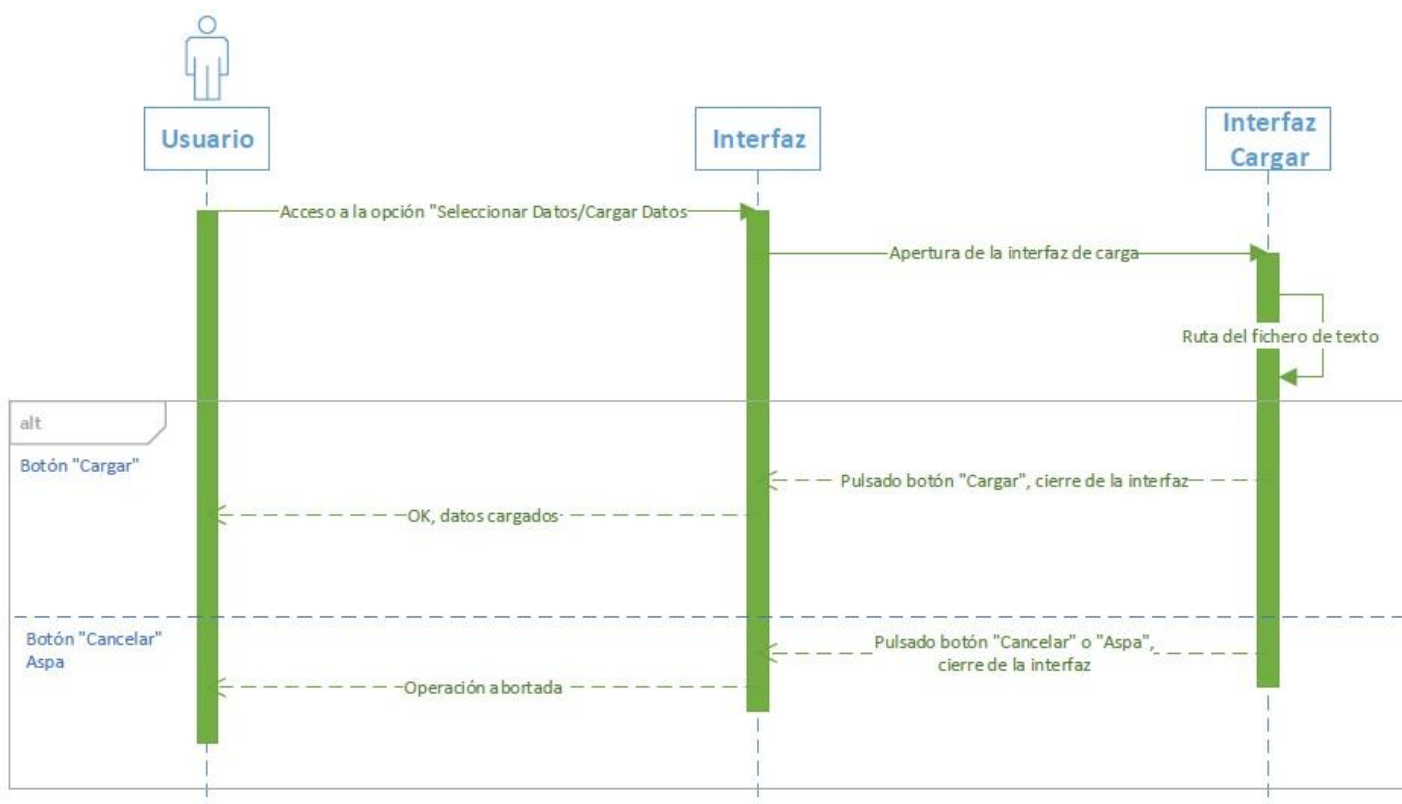 Usuario
Interfaz
Interfaz
Cargar
Acceso a la opción "Seleccionar Datos/Cargar Datos
Apertura de la interfaz de carga
Ruta del fichero de texto
alt
Botón "Cargar"
Pulsado botón "Cargar", cierre de la interfaz
OK, datos cargados
Botón "Cancelar"
Aspa
Pulsado botón "Cancelar" o "Aspa",
cierre de la interfaz
Operación abortada